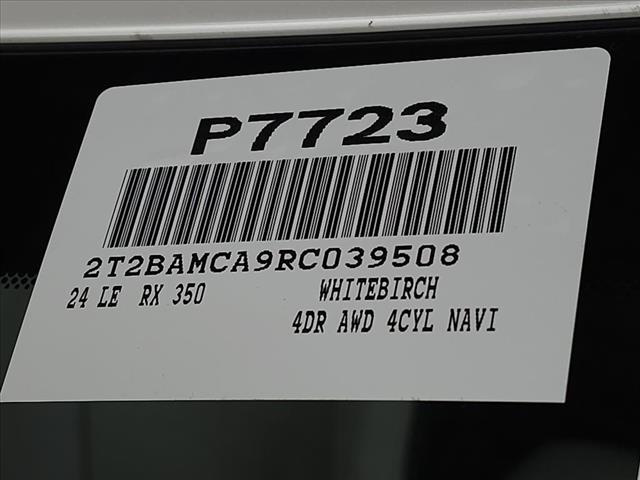 P7723
2T2BAMCA9RC039508
24 LE RX 350 WHITEBIRCH
4DR AWD 4CYL NAVI